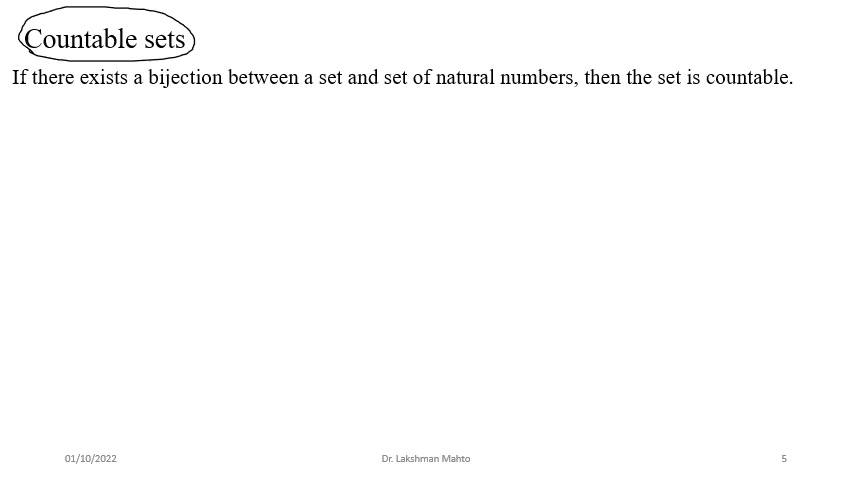 Countable sets
If there exists a bijection between a set and set of natural numbers, then the set is countable.
01/10/2022
Dr. Lakshman Mahto
5